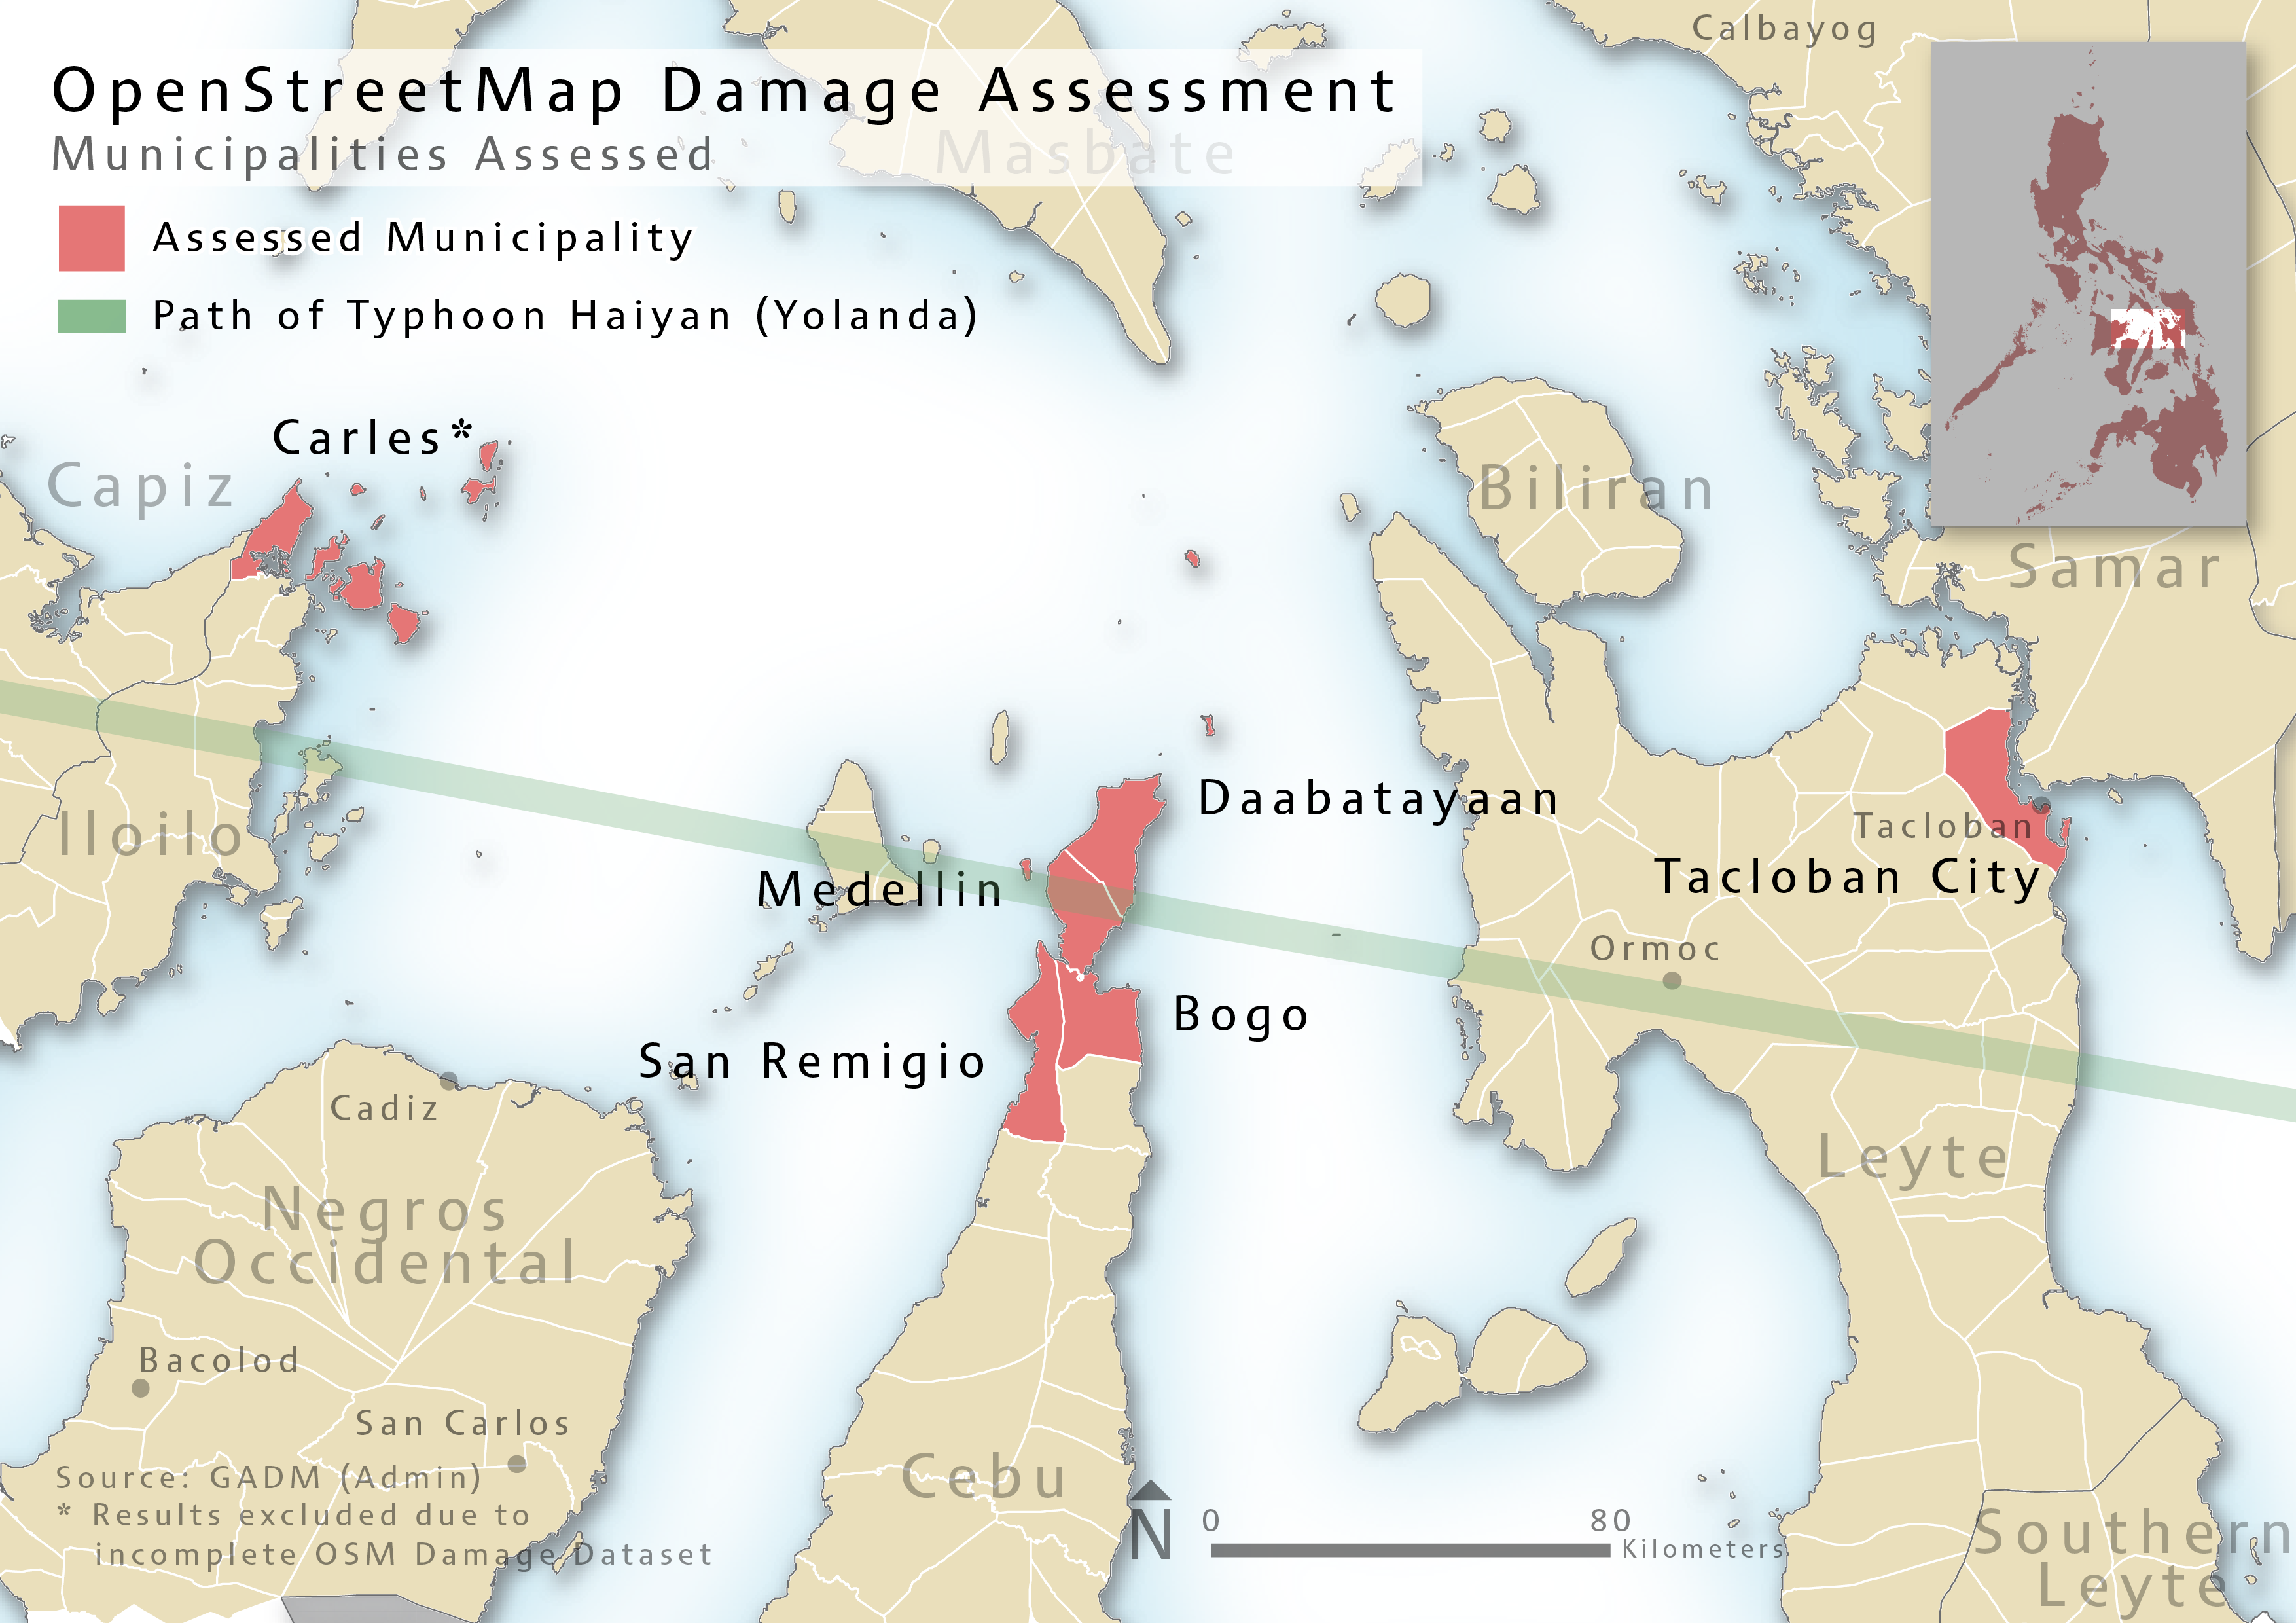 OpenStreetMap Damage Assessment
Municipalities Assessed
Assessed Municipality
Path of Typhoon Haiyan (Yolanda)
Calbayog
Masbate
Carles*
Capiz
Biliran
Samar
Iloilo
Daabatayaan
Medellin
Tacloban
Tacloban City
Ormoc
Bogo
San Remigio
Cadiz
Leyte
Negros
Occidental
Bacolod
San Carlos
Cebu
Source: GADM (Admin)
* Results excluded due to
incomplete OSM Damage Dataset
N
0 80
Kilometers
Southern
Leyte